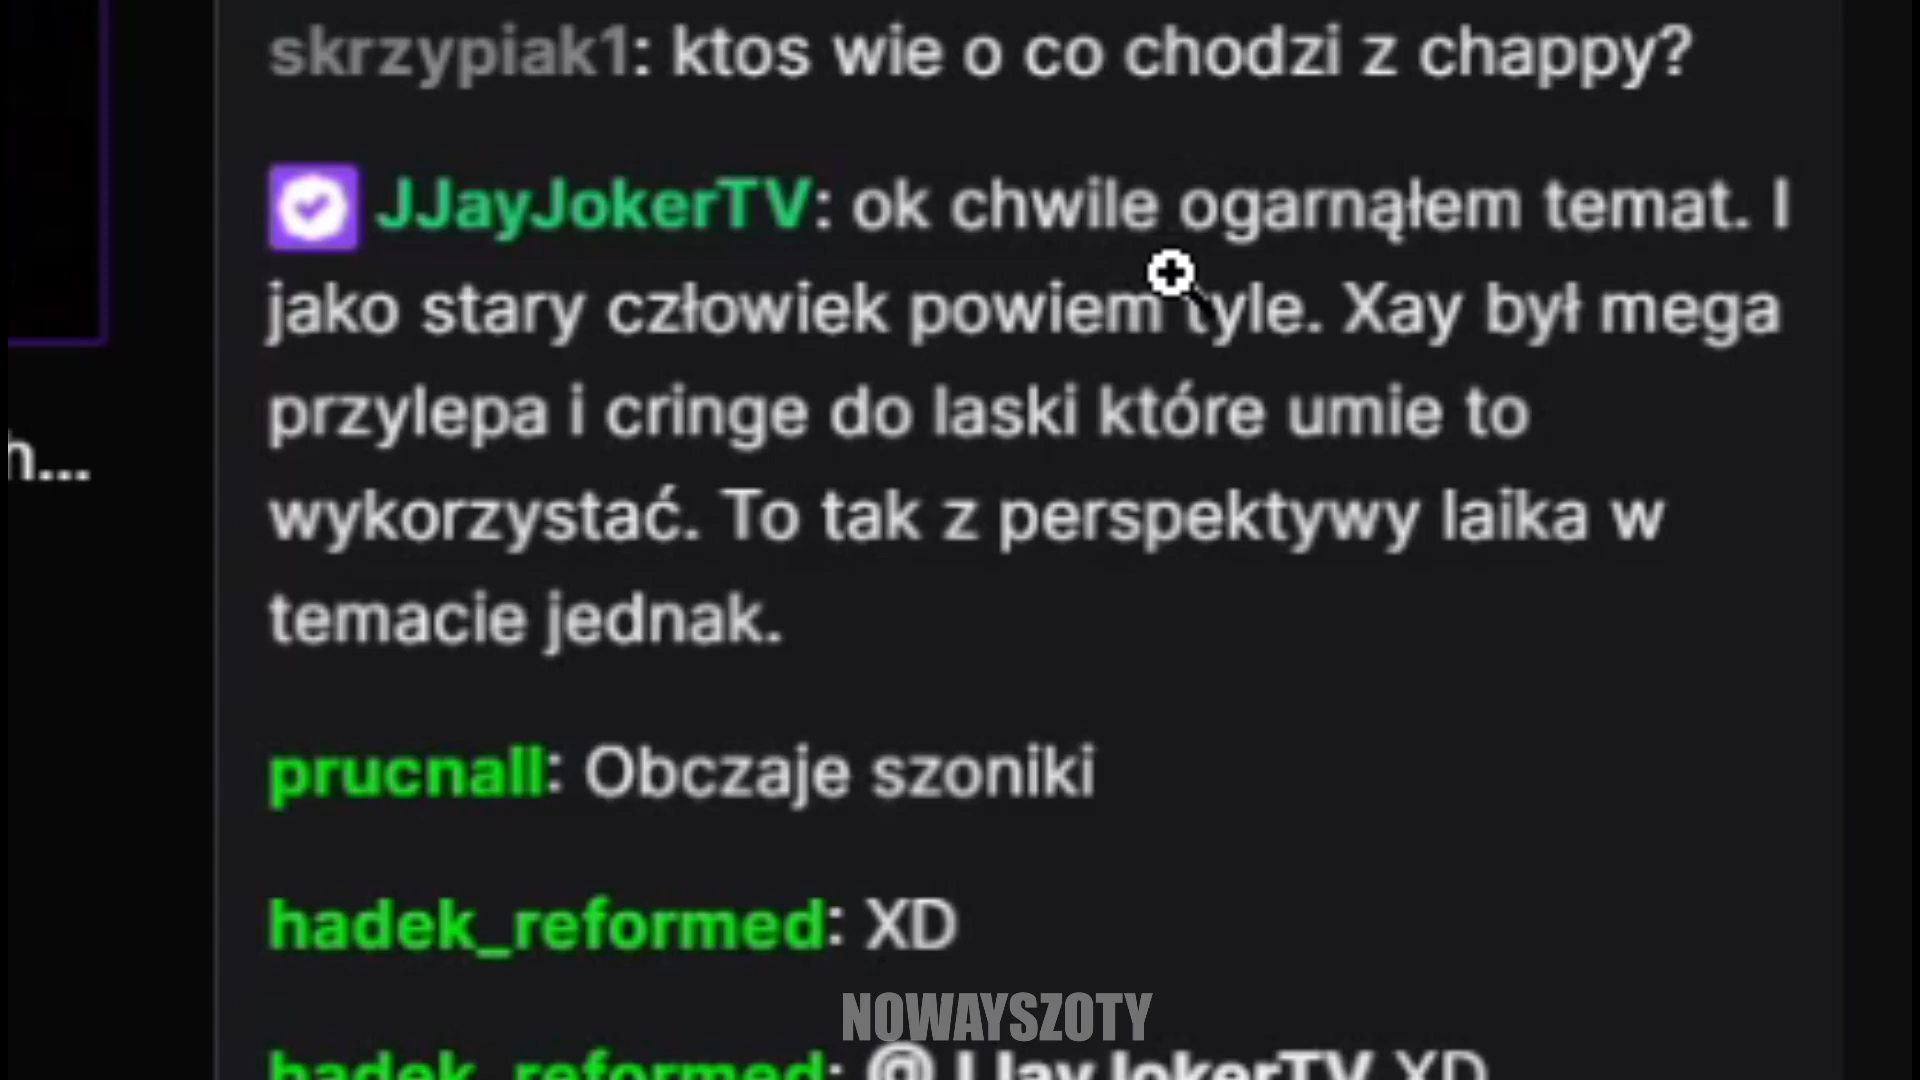 skrzypiak1: ktos wie o co chodzi z chappy?
JJayJokerTV: ok chwile ogarnąłem temat. I
jako stary człowiek powiem tyle. Xay był mega
przylepa i cringe do laski które umie to
h...
wykorzystać. To tak z perspektywy laika w
temacie jednak.
prucnall: Obczaje szoniki
hadek_reformed: XD
NOWAYSZOTY
hadek_reformed: @JJayJokerTV XD